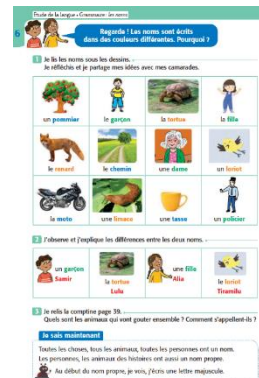 Etude de la langue • Grammaire : les noms
6
Regarde ! Les noms sont écrits
dans des couleurs différentes. Pourquoi ?
1 Je lis les noms sous les dessins. -
Je réfléchis et je partage mes idées avec mes camarades.
un pommier le garçon la tortue la fille
le renard le chemin une dame un loriot
la moto une limace une tasse un policier
2 J'observe et j'explique les différences entre les deux noms. -
un garçon la tortue une fille le loriot
Samir Lulu Alia Tiramilu
3 Je relis la comptine page 39. -
Quels sont les animaux qui vont gouter ensemble ? Comment s'appellent-ils ?
Je sais maintenant
Toutes les choses, tous les animaux, toutes les personnes ont un nom.
Les personnes, les animaux des histoires ont aussi un nom propre.
Au début du nom propre, je vois, j'écris une lettre majuscule.